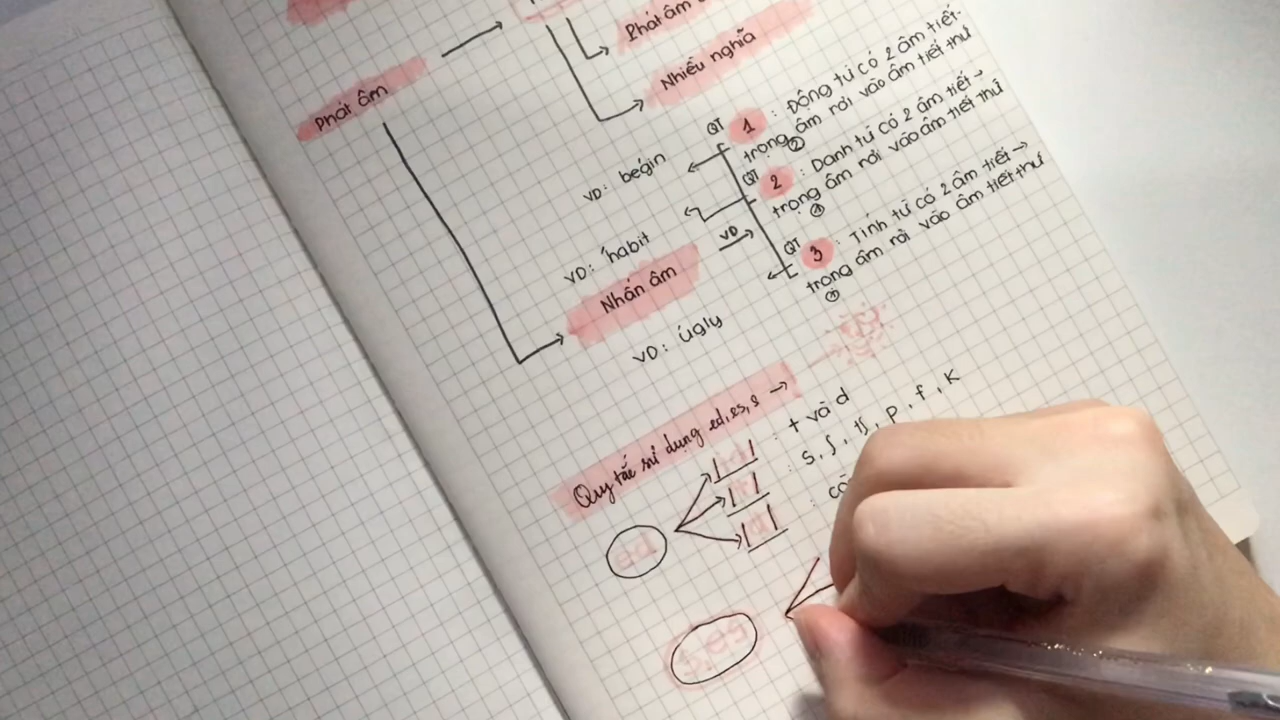 Phát âm
Nhiều nghĩa
Phát âm
QT 1 : Động từ có 2 âm tiết.
trọng âm rơi vào âm tiết thứ
②
VD: begin
QT 2 : Danh từ có 2 âm tiết →
trọng âm rơi vào âm tiết thứ
①
VD: 'habit
QT 3 : Tính từ có 2 âm tiết →
trọng âm rơi vào âm tiết thứ
①
VD
Nhấn âm
VD: úgly
Quy tắc sử dụng ed, es, s →
ed
: t và d
: s, ʃ, tʃ, p, f, k
s, es